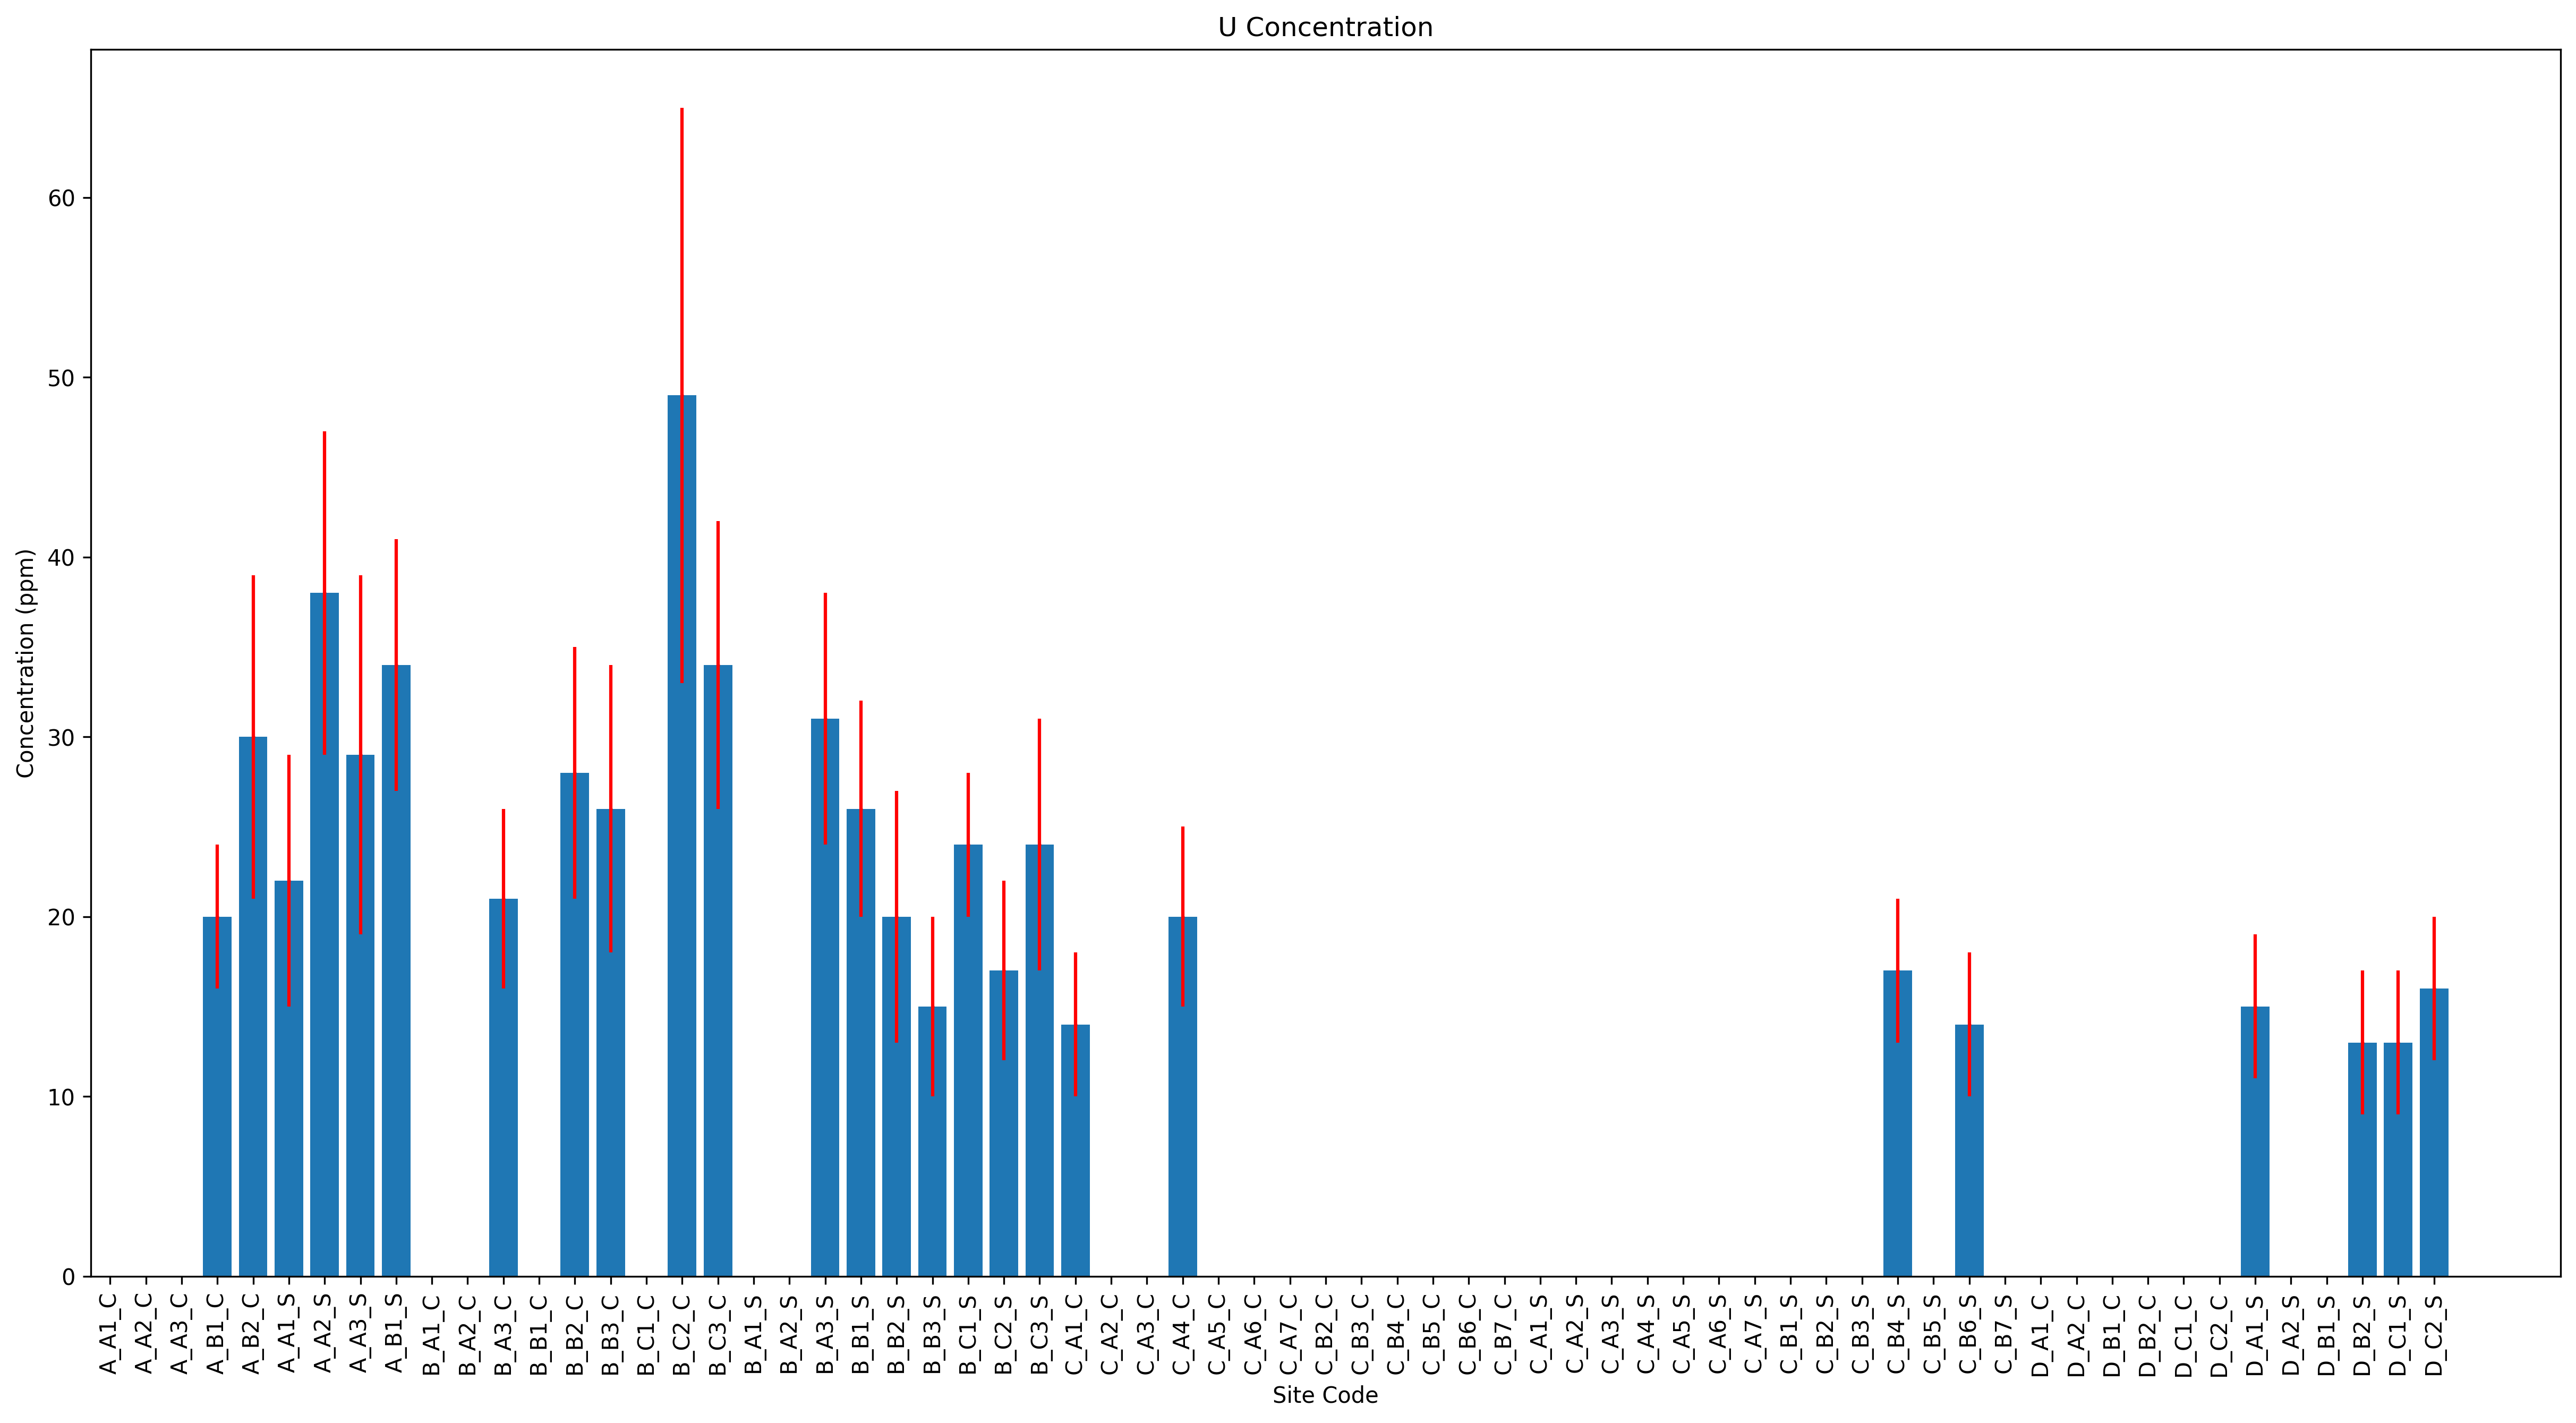 U Concentration
Concentration (ppm)
60
50
40
30
20
10
0
A_A1_C
A_A2_C
A_A3_C
A_B1_C
A_B2_C
A_A1_S
A_A2_S
A_A3_S
A_B1_S
B_A1_C
B_A2_C
B_A3_C
B_B1_C
B_B2_C
B_B3_C
B_C1_C
B_C2_C
B_C3_C
B_A1_S
B_A2_S
B_A3_S
B_B1_S
B_B2_S
B_B3_S
B_C1_S
B_C2_S
B_C3_S
C_A1_C
C_A2_C
C_A3_C
C_A4_C
C_A5_C
C_A6_C
C_A7_C
C_B2_C
C_B3_C
C_B4_C
C_B5_C
C_B6_C
C_B7_C
C_A1_S
C_A2_S
C_A3_S
C_A4_S
C_A5_S
C_A6_S
C_A7_S
C_B1_S
C_B2_S
C_B3_S
C_B4_S
C_B5_S
C_B6_S
C_B7_S
D_A1_C
D_A2_C
D_B1_C
D_B2_C
D_C1_C
D_C2_C
D_A1_S
D_A2_S
D_B1_S
D_B2_S
D_C1_S
D_C2_S
Site Code